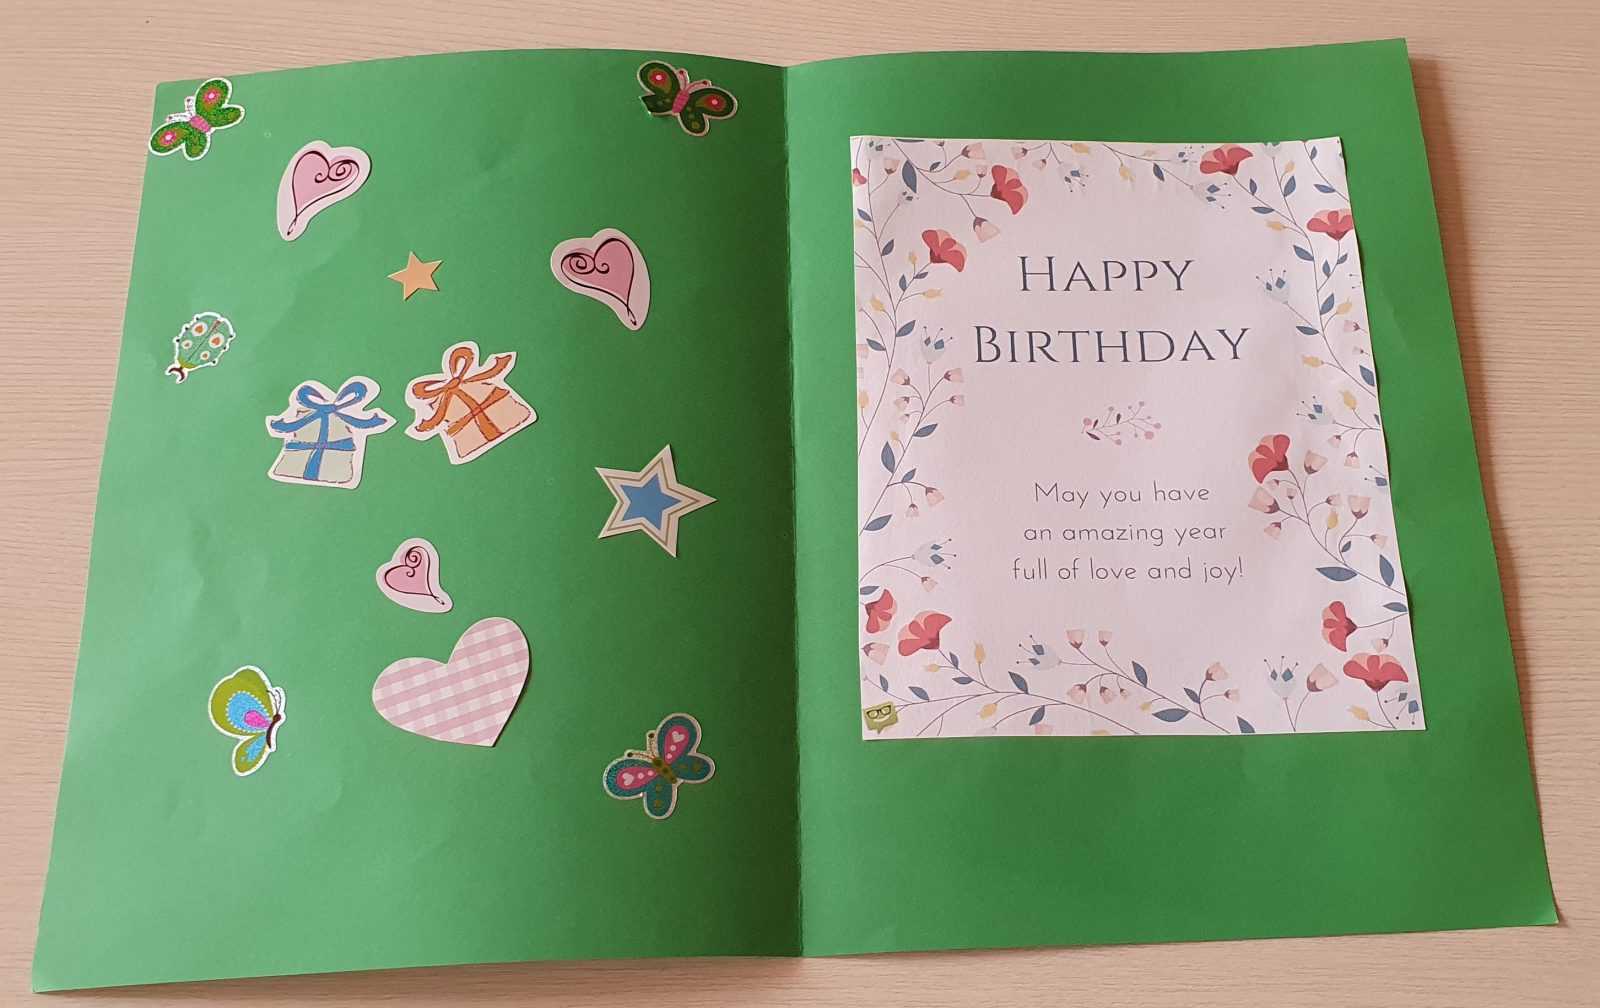 Happy
Birthday
May you have
an amazing year
full of love and joy!